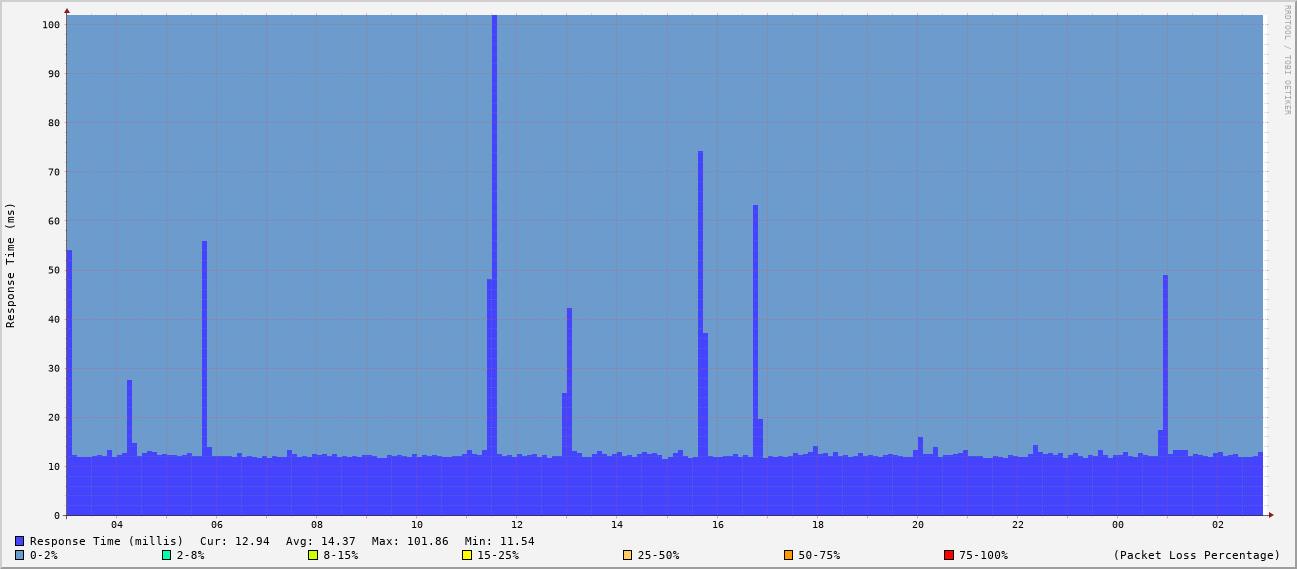 RRDTOOL / TOBI OETIKER
Response Time (ms)
100
90
80
70
60
50
40
30
20
10
0
04 06 08 10 12 14 16 18 20 22 00 02
Response Time (millis) Cur: 12.94 Avg: 14.37 Max: 101.86 Min: 11.54
0-2% 2-8% 8-15% 15-25% 25-50% 50-75% 75-100% (Packet Loss Percentage)